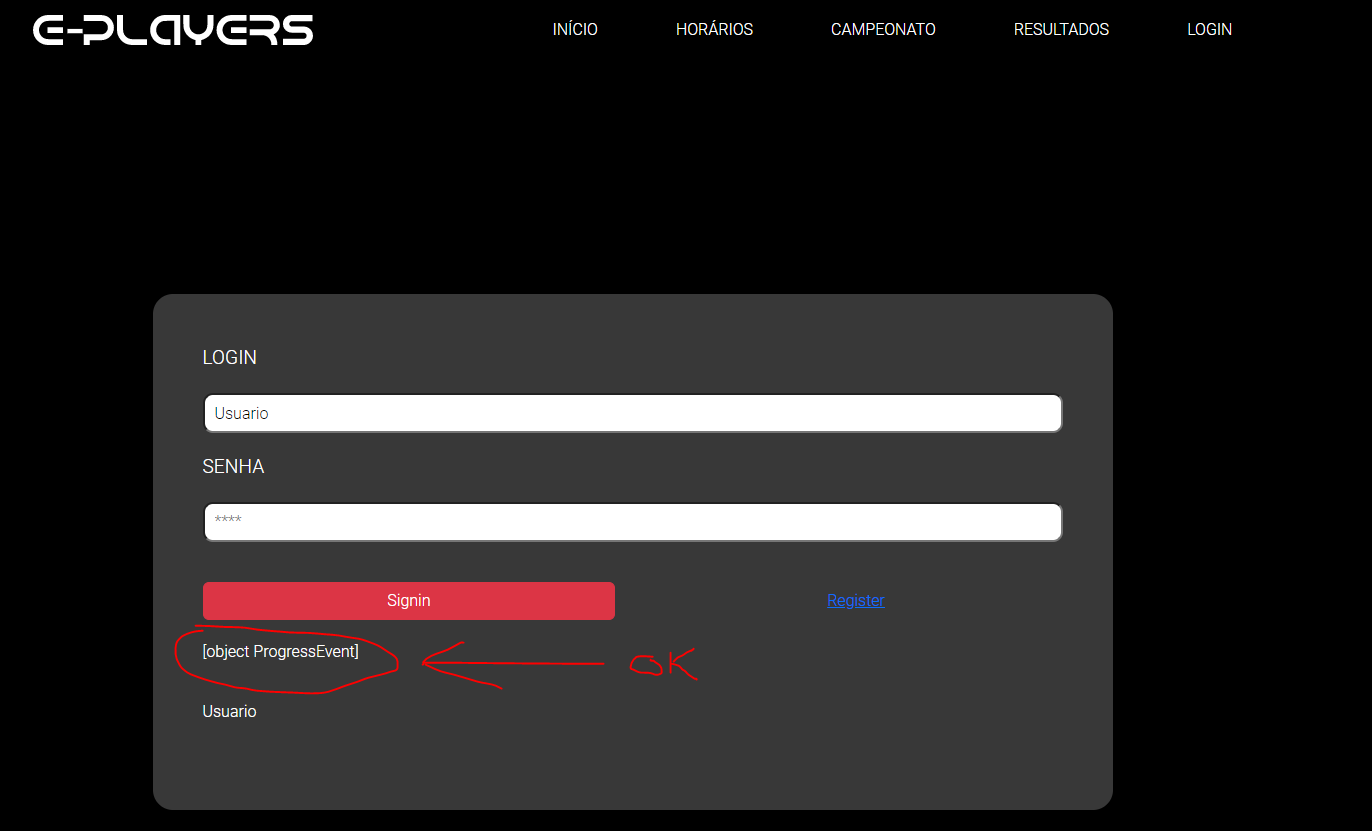 E-PLAYERS INÍCIO HORÁRIOS CAMPEONATO RESULTADOS LOGIN
LOGIN
Usuario
SENHA
****
Signin Register
[object ProgressEvent] OK
Usuario